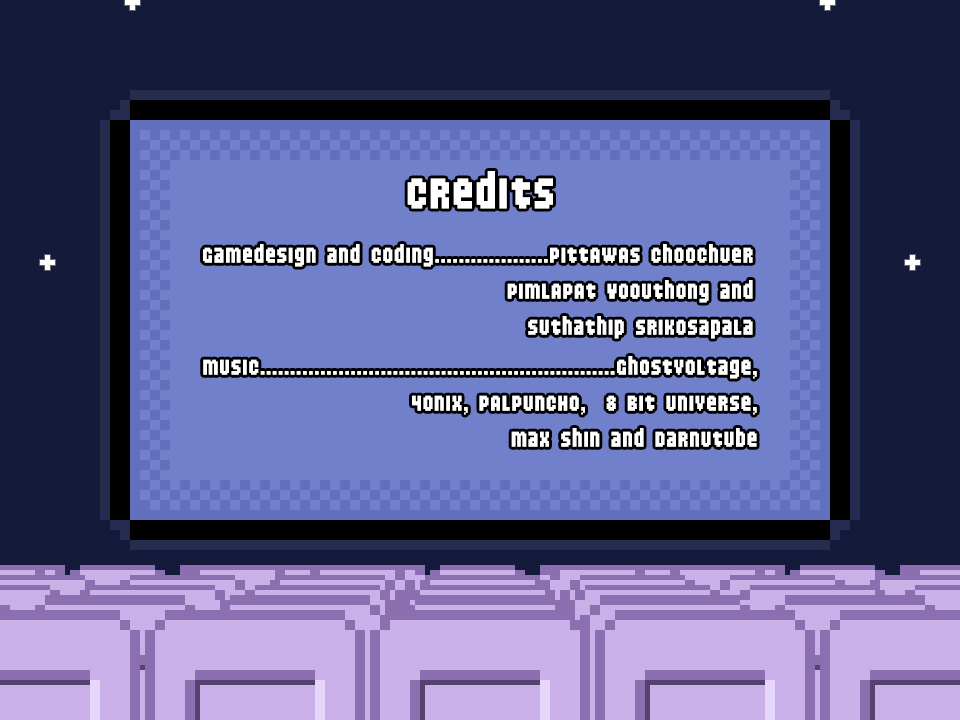 Credits
Gamedesign and Coding...................Pittawas Choochuer
Pimlapat Yoouthong and
Suthathip Srikosapala
Music............................................................Ghostvoltage,
4onix, Palpuncho,  8 Bit Universe,
Max Shin and Darnutube